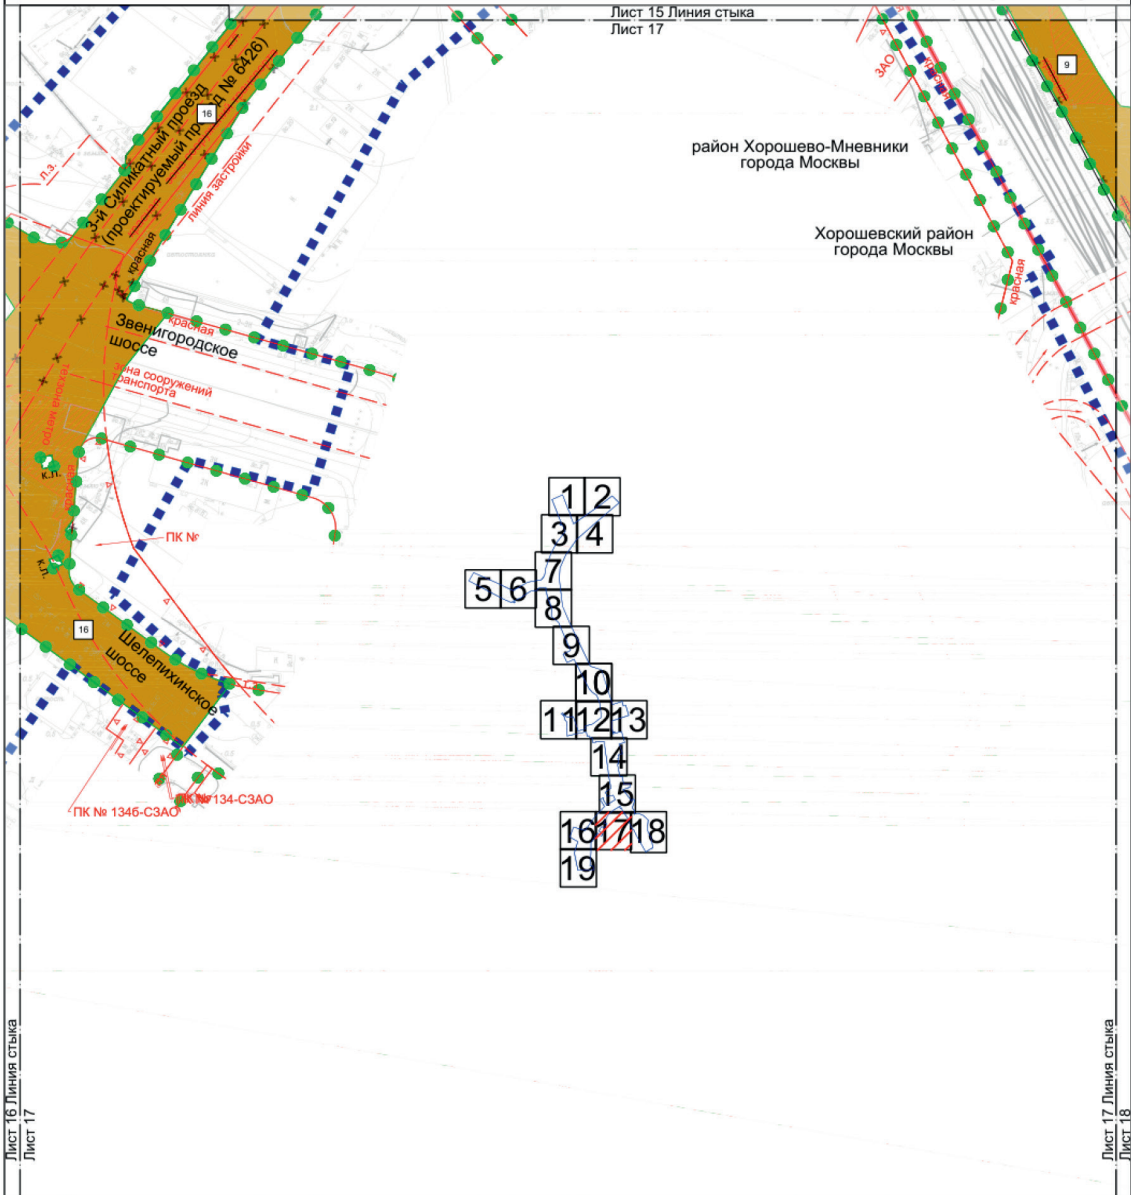 Лист 15 Линия стыка
Лист 17
9
16
3-й Силикатный проезд
(проектируемый проезд № 6426)
Л.З.
линия застройки
красная
ЗАО
красная
район Хорошево-Мневники
города Москвы
Хорошевский район
города Москвы
красная
Звенигородское
шоссе
красная
зона сооружений
транспорта
техзона метро
к.л.
красная
ПК №
к.л.
16
Шелепихинское
шоссе
ПК № 134-СЗАО
ПК № 134б-СЗАО
1 2
3 4
7
5 6
8
9
10
11 12 13
14
15
16 17 18
19
Лист 16 Линия стыка
Лист 17
Лист 17 Линия стыка
Лист 18